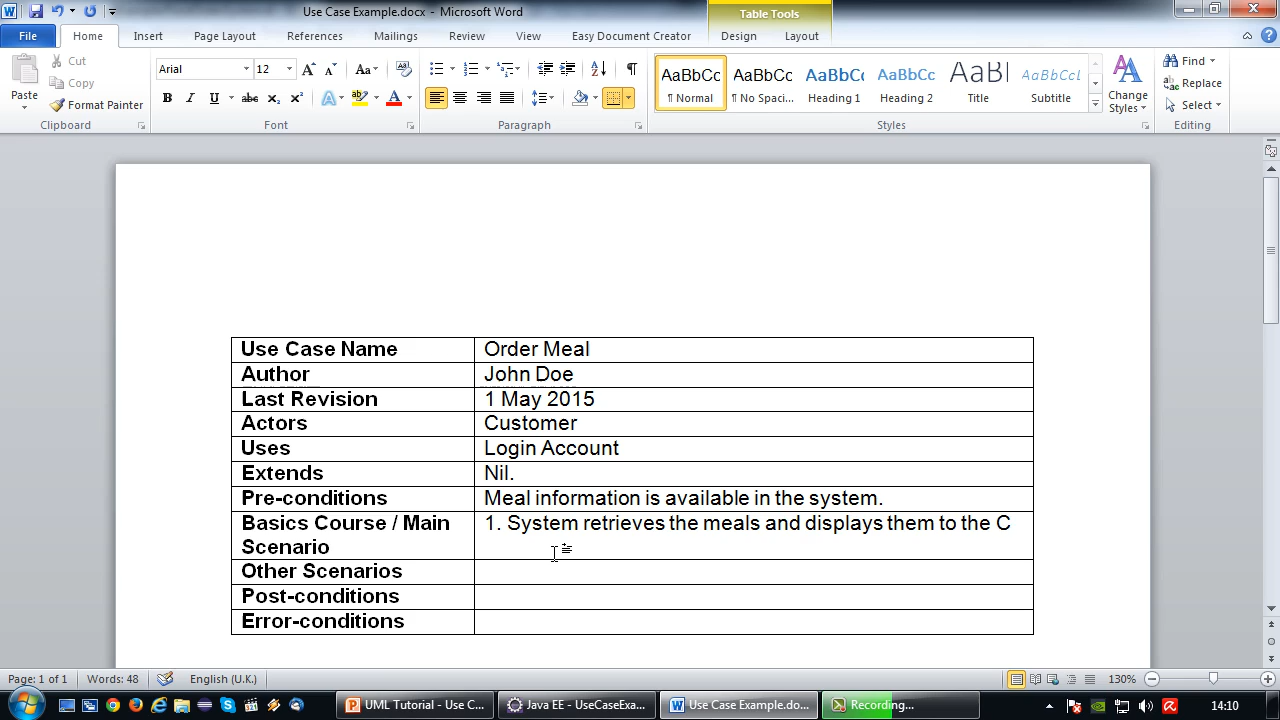 Use Case Example.docx - Microsoft Word
Table Tools
File Home Insert Page Layout References Mailings Review View Easy Document Creator Design Layout
Paste
Cut
Copy
Format Painter
Clipboard
Arial 12
Aa
B I U abc X₂ X² A A
Font
Paragraph
AaBbCc AaBbCc AaBbCc AaBbCc AaBl AaBbCcl
¶ Normal ¶ No Spaci... Heading 1 Heading 2 Title Subtitle
Change Styles
Styles
Find
Replace
Select
Editing
Use Case Name Order Meal
Author John Doe
Last Revision 1 May 2015
Actors Customer
Uses Login Account
Extends Nil.
Pre-conditions Meal information is available in the system.
Basics Course / Main 1. System retrieves the meals and displays them to the C
Scenario
Other Scenarios
Post-conditions
Error-conditions
Page: 1 of 1 Words: 48 English (U.K.) 130%
UML Tutorial - Use C... Java EE - UseCaseExa... Use Case Example.do... Recording... 14:10